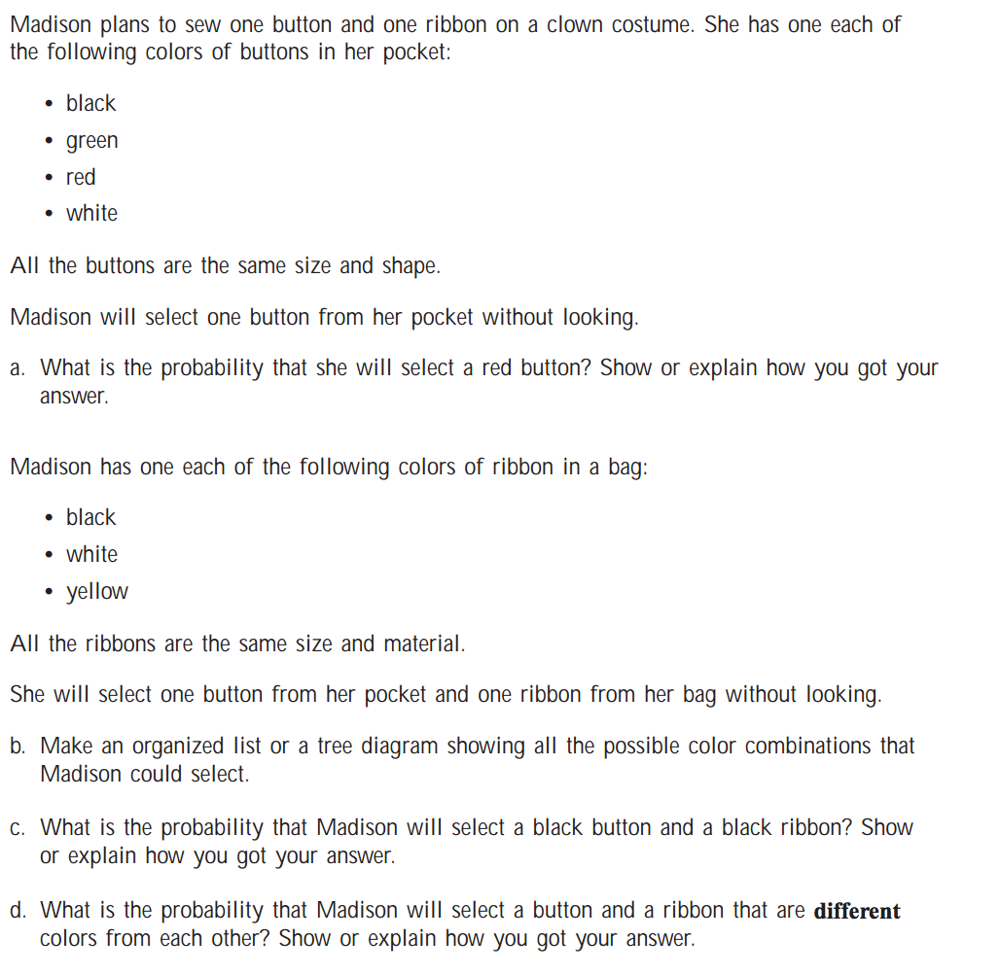 Madison plans to sew one button and one ribbon on a clown costume. She has one each of
the following colors of buttons in her pocket:
• black
• green
• red
• white
All the buttons are the same size and shape.
Madison will select one button from her pocket without looking.
a. What is the probability that she will select a red button? Show or explain how you got your
answer.
Madison has one each of the following colors of ribbon in a bag:
• black
• white
• yellow
All the ribbons are the same size and material.
She will select one button from her pocket and one ribbon from her bag without looking.
b. Make an organized list or a tree diagram showing all the possible color combinations that
Madison could select.
c. What is the probability that Madison will select a black button and a black ribbon? Show
or explain how you got your answer.
d. What is the probability that Madison will select a button and a ribbon that are different
colors from each other? Show or explain how you got your answer.